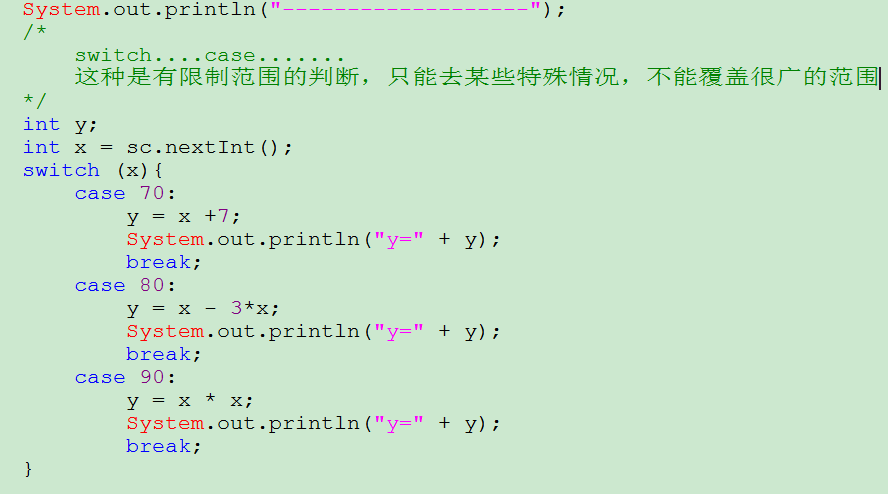 System.out.println("-------------------");
/*
switch....case.......
这种是有限制范围的判断，只能去某些特殊情况，不能覆盖很广的范围
*/
int y;
int x = sc.nextInt();
switch (x){
case 70:
y = x +7;
System.out.println("y=" + y);
break;
case 80:
y = x - 3*x;
System.out.println("y=" + y);
break;
case 90:
y = x * x;
System.out.println("y=" + y);
break;
}